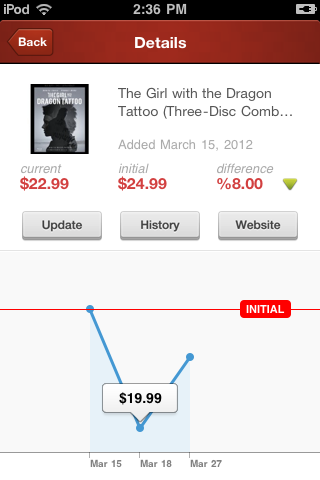 iPod 2:36 PM
Back Details
THE GIRL WITH THE
DRAGON TATTOO
The Girl with the Dragon
Tattoo (Three-Disc Comb...
Added March 15, 2012
current initial difference
$22.99 $24.99 %8.00
Update History Website
INITIAL
$19.99
Mar 15 Mar 18 Mar 27